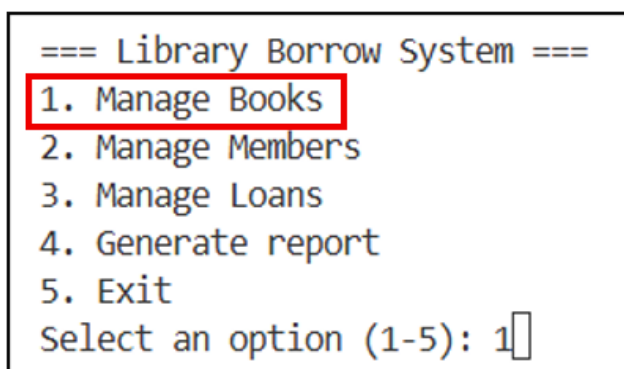 === Library Borrow System ===
1. Manage Books
2. Manage Members
3. Manage Loans
4. Generate report
5. Exit
Select an option (1-5): 1